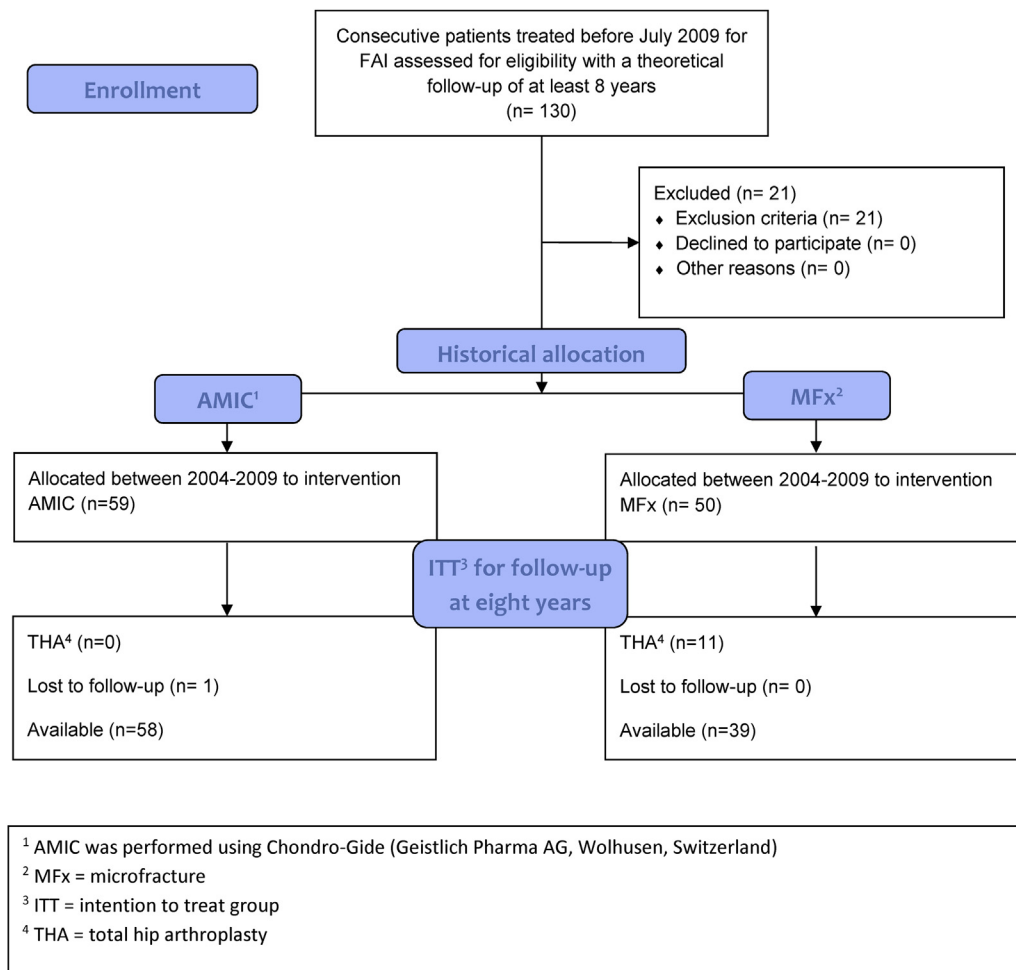 Consecutive patients treated before July 2009 for
FAI assessed for eligibility with a theoretical
follow-up of at least 8 years
(n= 130)
Enrollment
Excluded (n= 21)
♦ Exclusion criteria (n= 21)
♦ Declined to participate (n= 0)
♦ Other reasons (n= 0)
Historical allocation
AMIC¹
MFx²
Allocated between 2004-2009 to intervention
AMIC (n=59)
Allocated between 2004-2009 to intervention
MFx (n= 50)
ITT³ for follow-up
at eight years
THA⁴ (n=0)
Lost to follow-up (n= 1)
Available (n=58)
THA⁴ (n=11)
Lost to follow-up (n= 0)
Available (n=39)
¹ AMIC was performed using Chondro-Gide (Geistlich Pharma AG, Wolhusen, Switzerland)
² MFx = microfracture
³ ITT = intention to treat group
⁴ THA = total hip arthroplasty